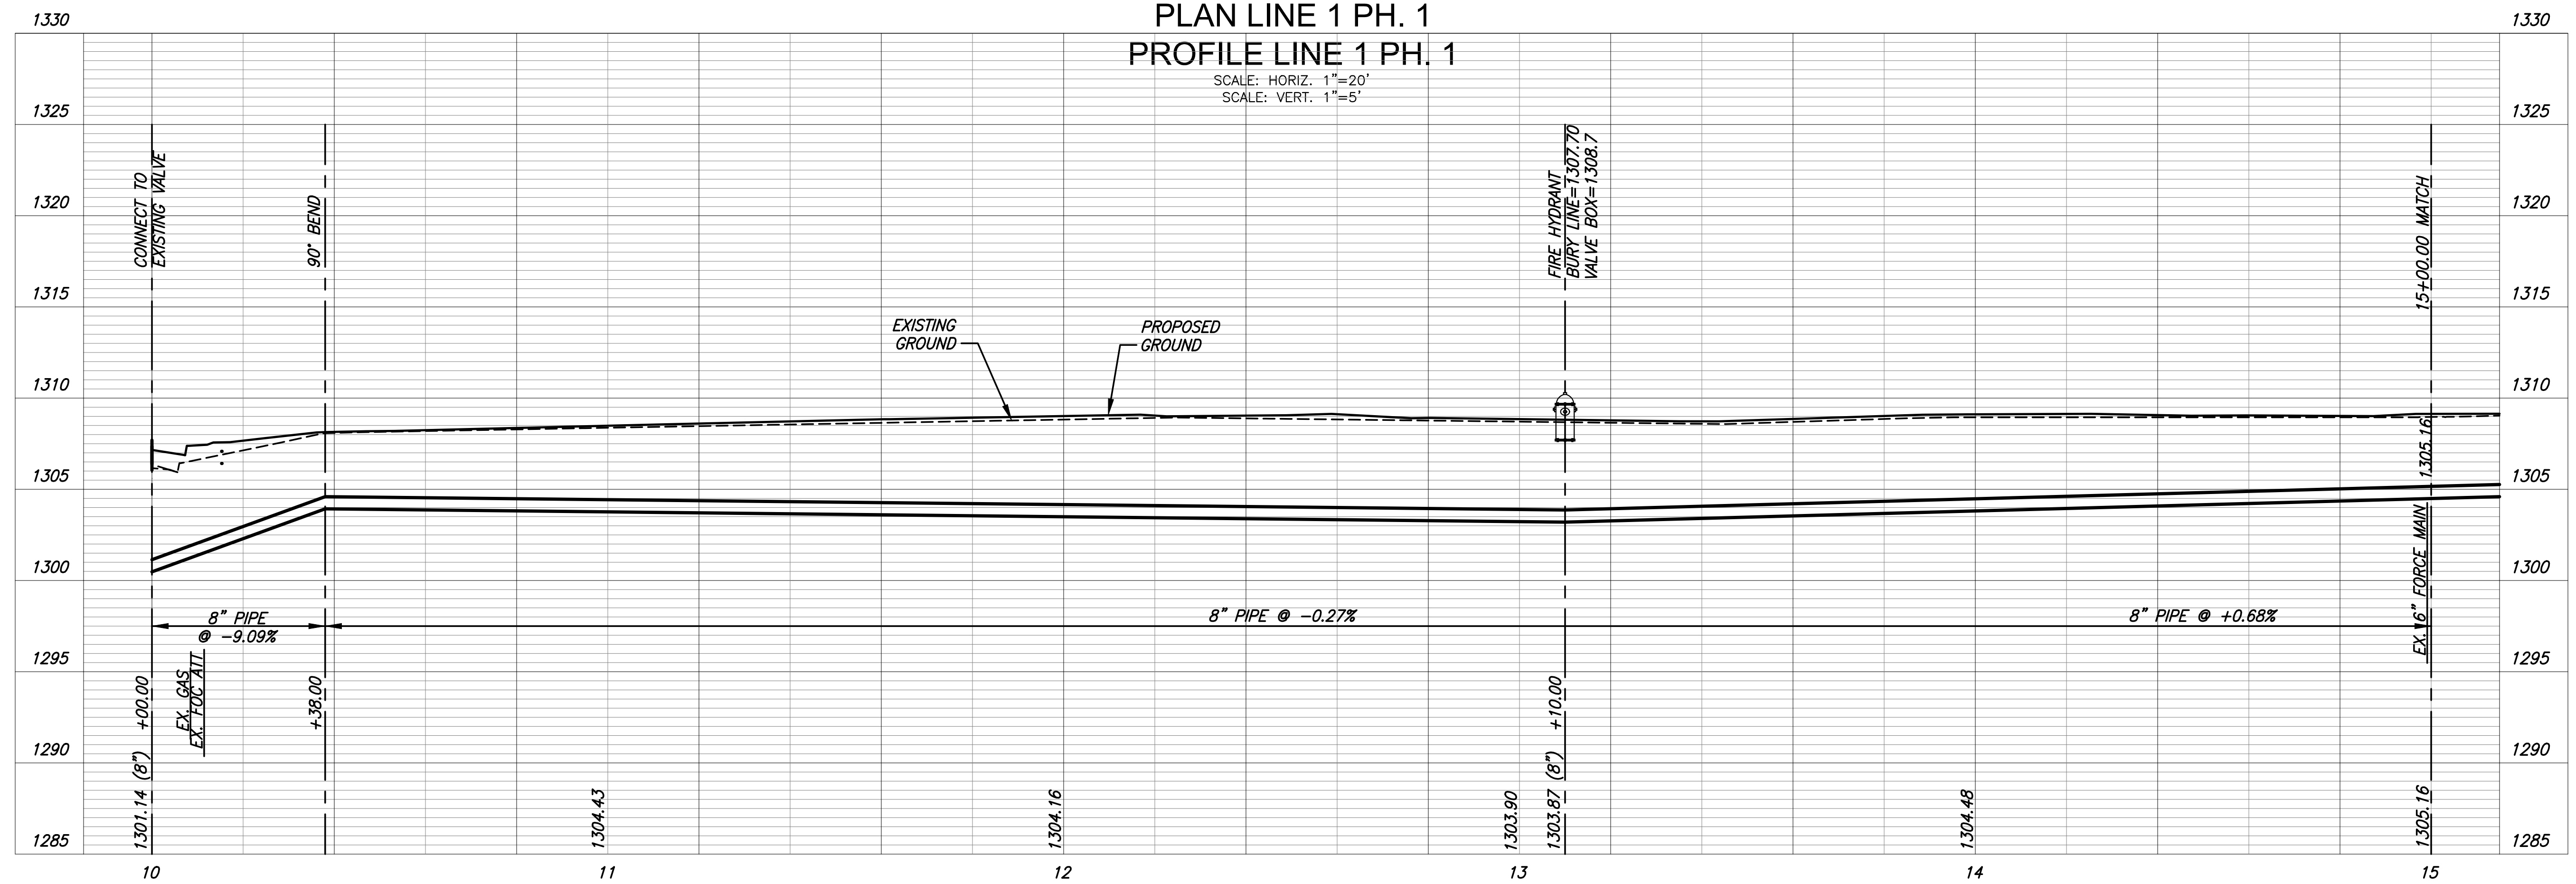 PLAN LINE 1 PH. 1
PROFILE LINE 1 PH. 1
SCALE: HORIZ. 1"=20'
SCALE: VERT. 1"=5'
1330
1325
1320
1315
1310
1305
1300
1295
1290
1285
1330
1325
1320
1315
1310
1305
1300
1295
1290
1285
CONNECT TO
EXISTING VALVE
90° BEND
EXISTING
GROUND
PROPOSED
GROUND
FIRE HYDRANT
BURY LINE=1307.70
VALVE BOX=1308.7
15+00.00 MATCH
1305.16
EX. 6" FORCE MAIN
8" PIPE
@ -9.09%
8" PIPE @ -0.27%
8" PIPE @ +0.68%
EX. GAS
EX. FOC ATT
1301.14 (8") +00.00
+38.00
1304.43
1304.16
1303.90
1303.87 (8") +10.00
1304.48
1305.16
10
11
12
13
14
15